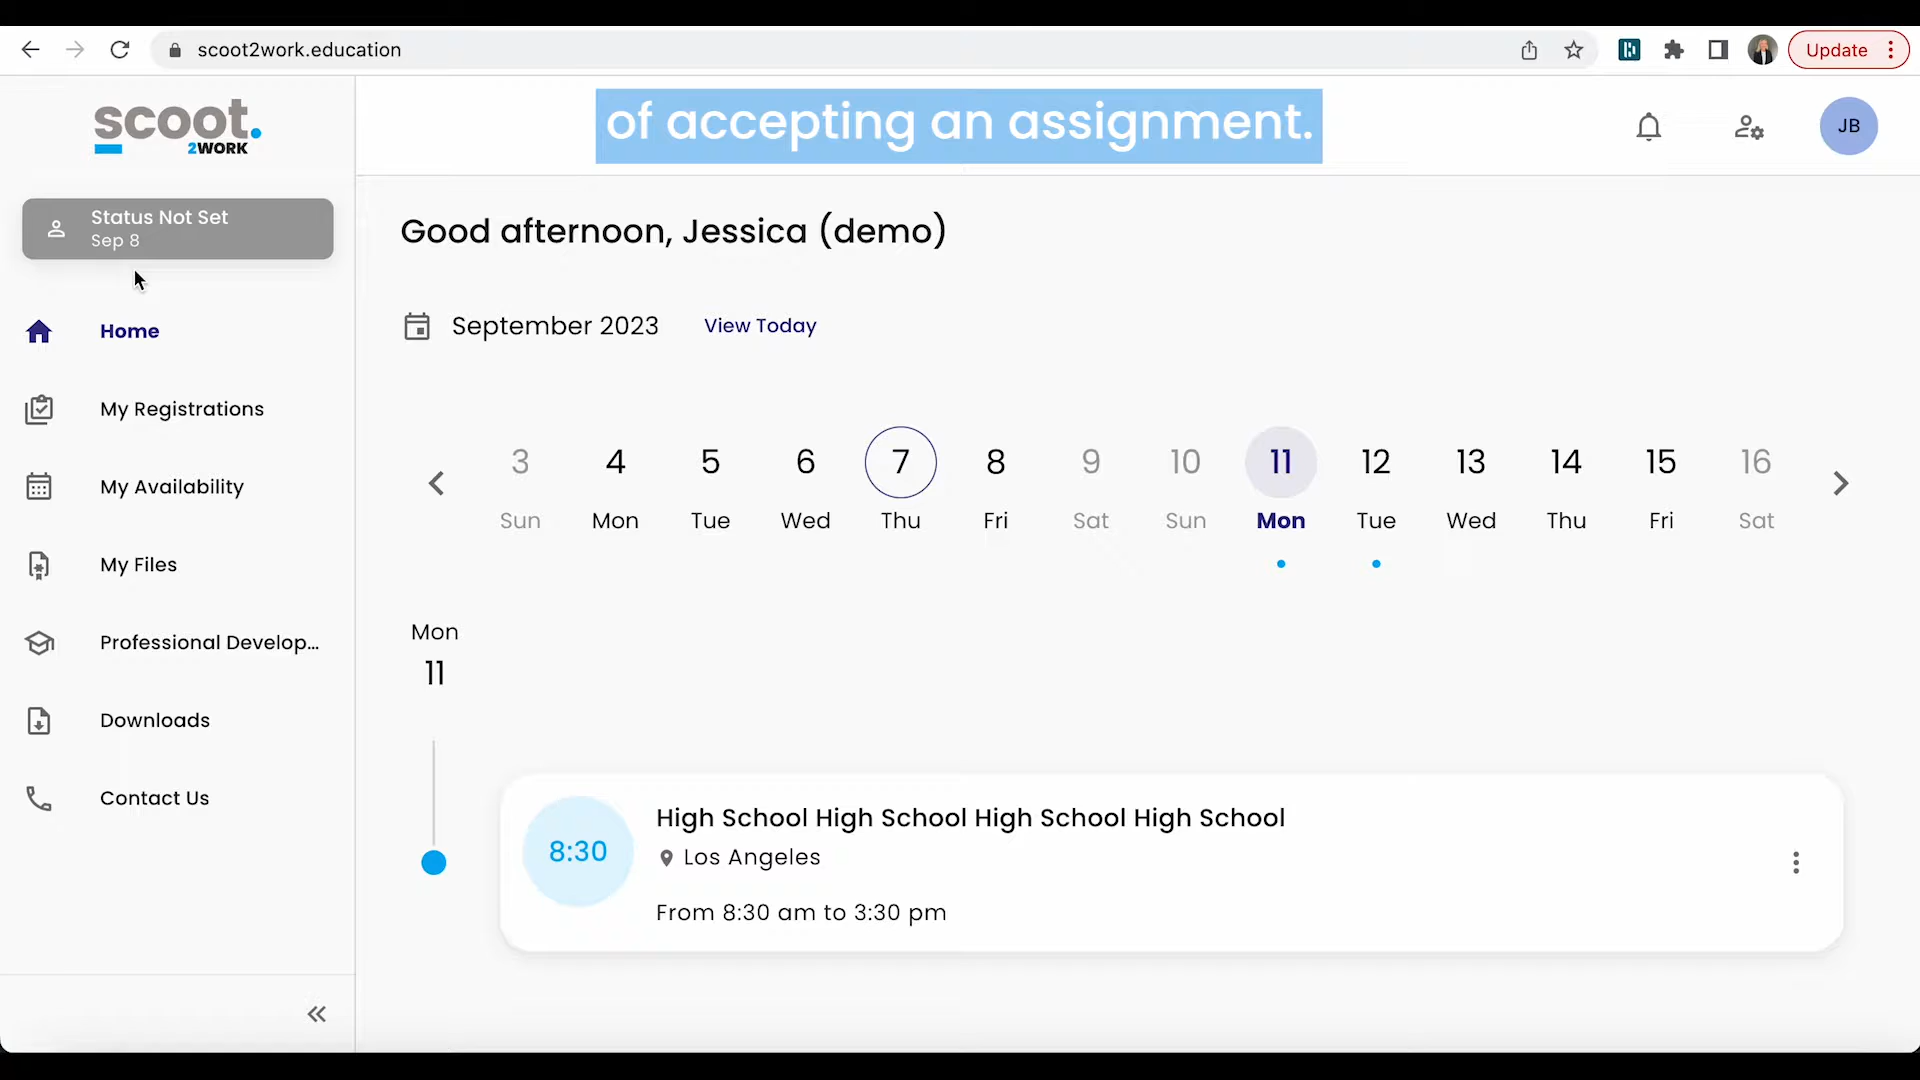 scoot2work.education
Update
scoot.
2WORK
of accepting an assignment.
JB
Status Not Set
Sep 8
Home
My Registrations
My Availability
My Files
Professional Develop...
Downloads
Contact Us
Good afternoon, Jessica (demo)
September 2023 View Today
3 4 5 6 7 8 9 10 11 12 13 14 15 16
Sun Mon Tue Wed Thu Fri Sat Sun Mon Tue Wed Thu Fri Sat
Mon
11
8:30
High School High School High School High School
Los Angeles
From 8:30 am to 3:30 pm